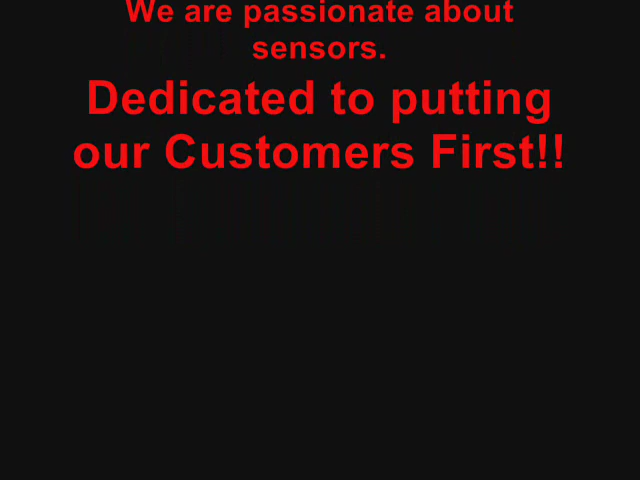 We are passionate about
sensors.
Dedicated to putting
our Customers First!!